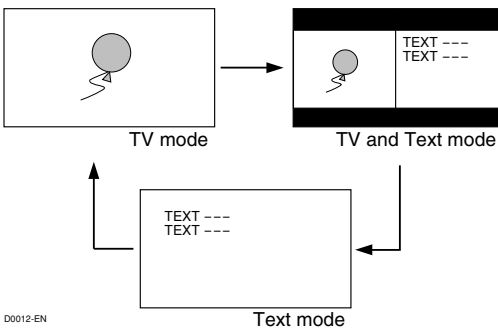 TEXT ---
TEXT ---
TV mode
TV and Text mode
TEXT ---
TEXT ---
Text mode
D0012-EN